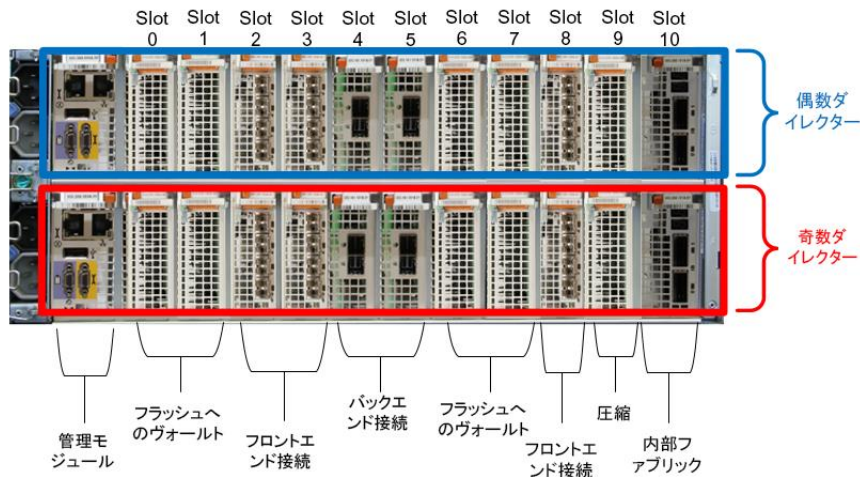 Slot Slot Slot Slot Slot Slot Slot Slot Slot Slot Slot
0 1 2 3 4 5 6 7 8 9 10
偶数ダ
イレクター
奇数ダ
イレクター
管理モ
ジュール
フラッシュへ
のヴォールト
フロントエ
ンド接続
バックエ
ンド接続
フラッシュへ
のヴォールト
フロントエ
ンド接続
圧縮
内部フ
ァブリック